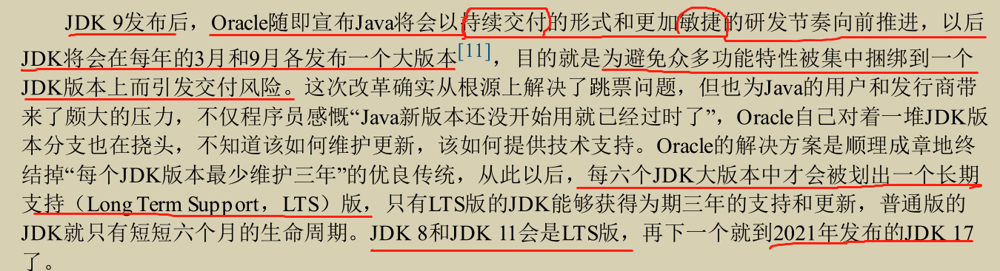 JDK 9发布后，Oracle随即宣布Java将会以持续交付的形式和更加敏捷的研发节奏向前推进，以后
JDK将会在每年的3月和9月各发布一个大版本[11]，目的就是为避免众多功能特性被集中捆绑到一个
JDK版本上而引发交付风险。这次改革确实从根源上解决了跳票问题，但也为Java的用户和发行商带
来了颇大的压力，不仅程序员感慨“Java新版本还没开始用就已经过时了”，Oracle自己对着一堆JDK版
本分支也在挠头，不知道该如何维护更新，该如何提供技术支持。Oracle的解决方案是顺理成章地终
结掉“每个JDK版本最少维护三年”的优良传统，从此以后，每六个JDK大版本中才会被划出一个长期
支持（Long Term Support，LTS）版，只有LTS版的JDK能够获得为期三年的支持和更新，普通版的
JDK就只有短短六个月的生命周期。JDK 8和JDK 11会是LTS版，再下一个就到2021年发布的JDK 17
了。